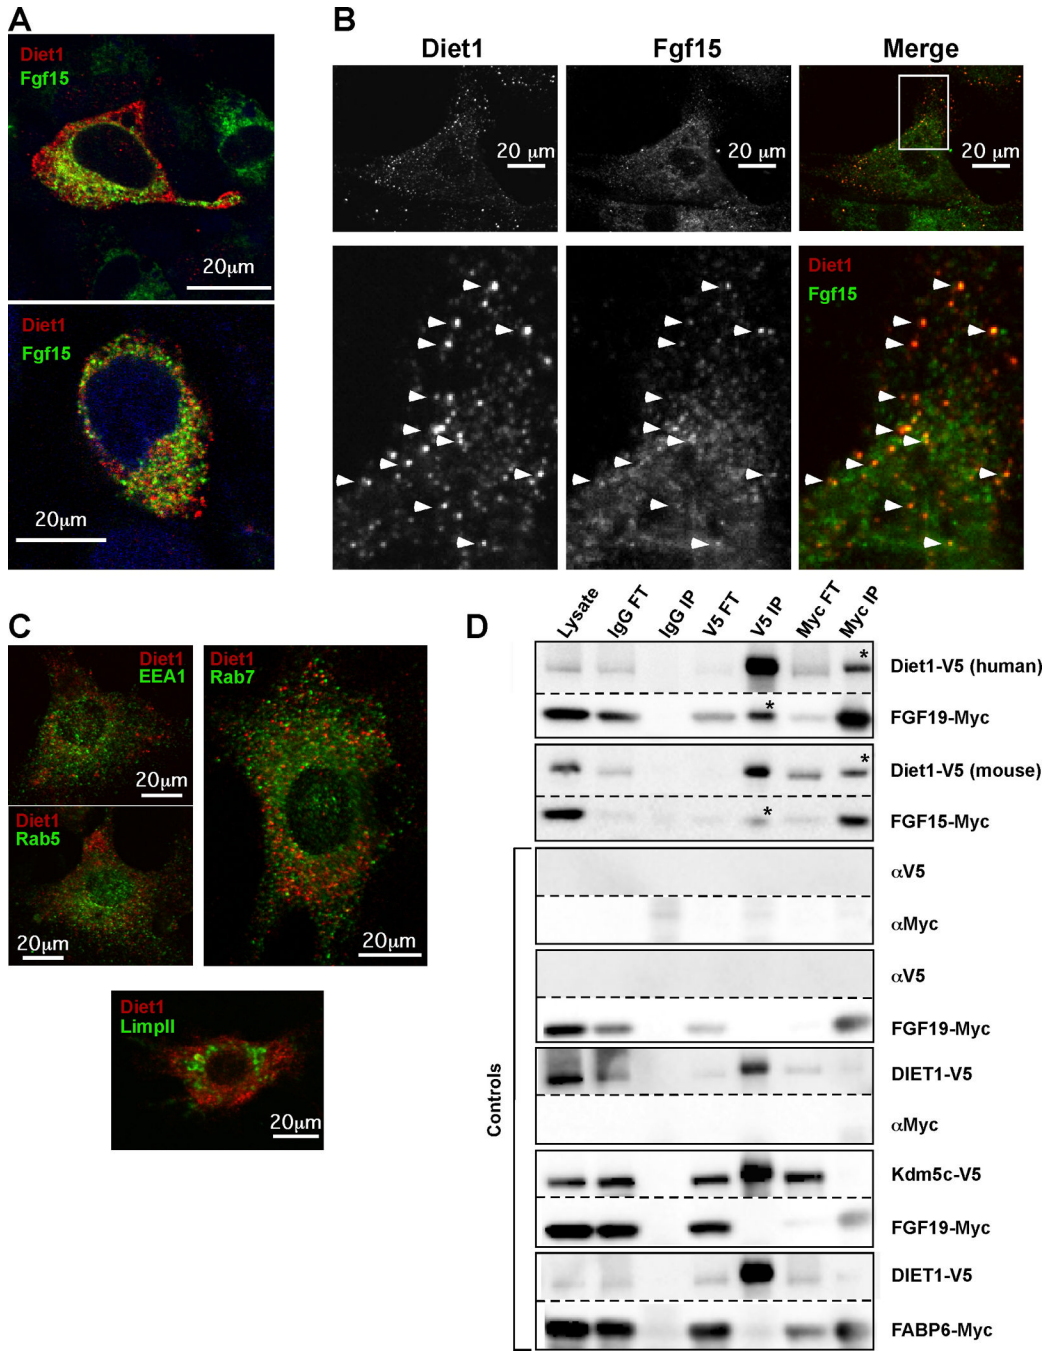 A
Diet1
Fgf15
20μm
Diet1
Fgf15
20μm
B
Diet1
Fgf15
Merge
20 μm
20 μm
20 μm
Diet1
Fgf15
C
Diet1
EEA1
20μm
Diet1
Rab5
20μm
Diet1
Rab7
20μm
Diet1
LimpII
20μm
D
Lysate
IgG FT
IgG IP
V5 FT
V5 IP
Myc FT
Myc IP
* Diet1-V5 (human)
* FGF19-Myc
* Diet1-V5 (mouse)
* FGF15-Myc
Controls
αV5
αMyc
αV5
FGF19-Myc
DIET1-V5
αMyc
Kdm5c-V5
FGF19-Myc
DIET1-V5
FABP6-Myc